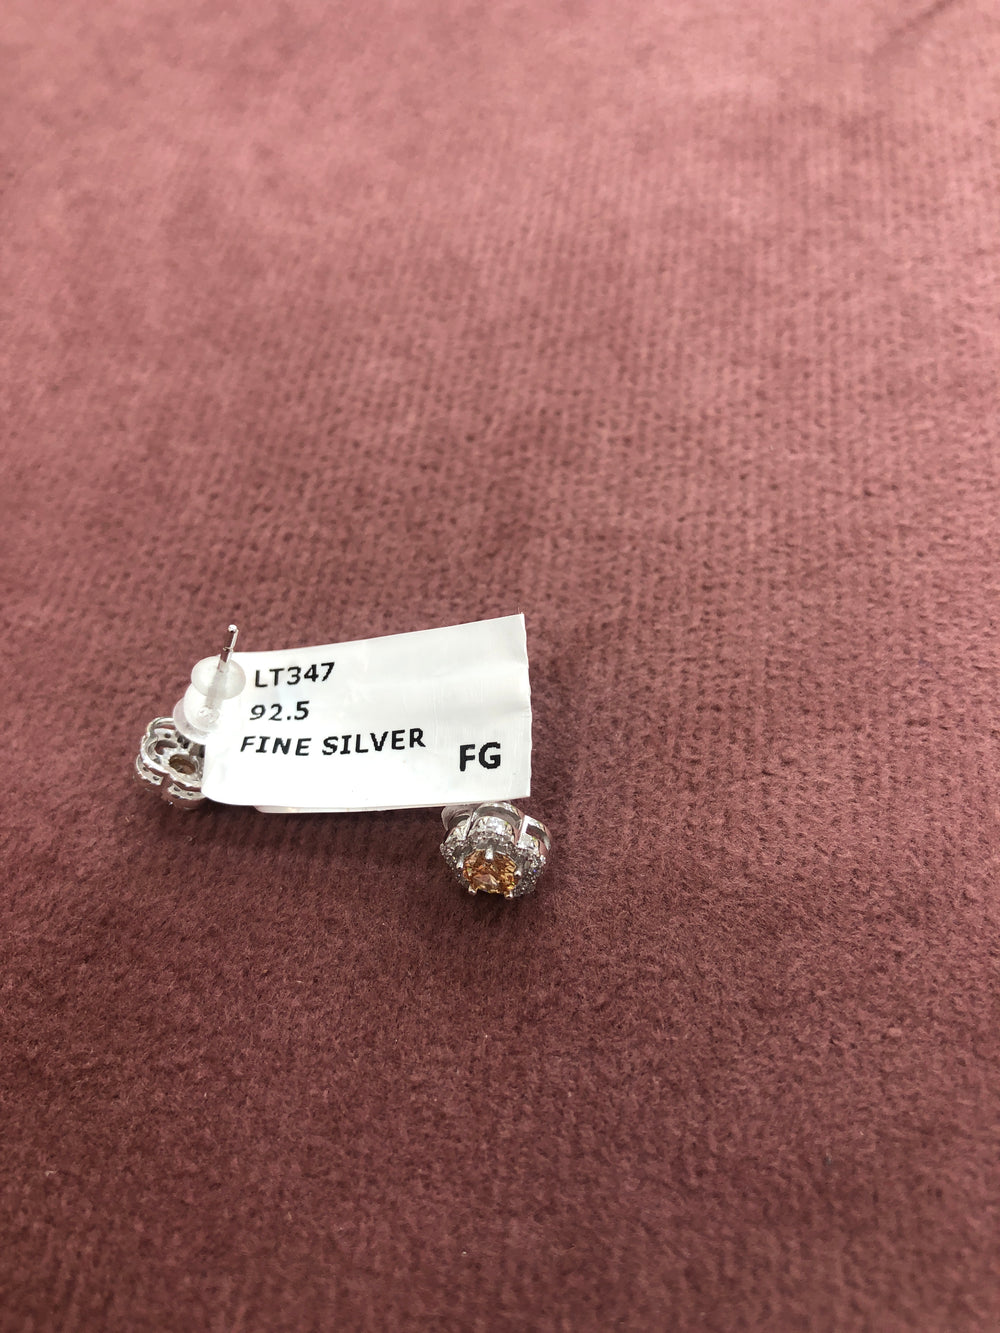 LT347
92.5
FINE SILVER
FG